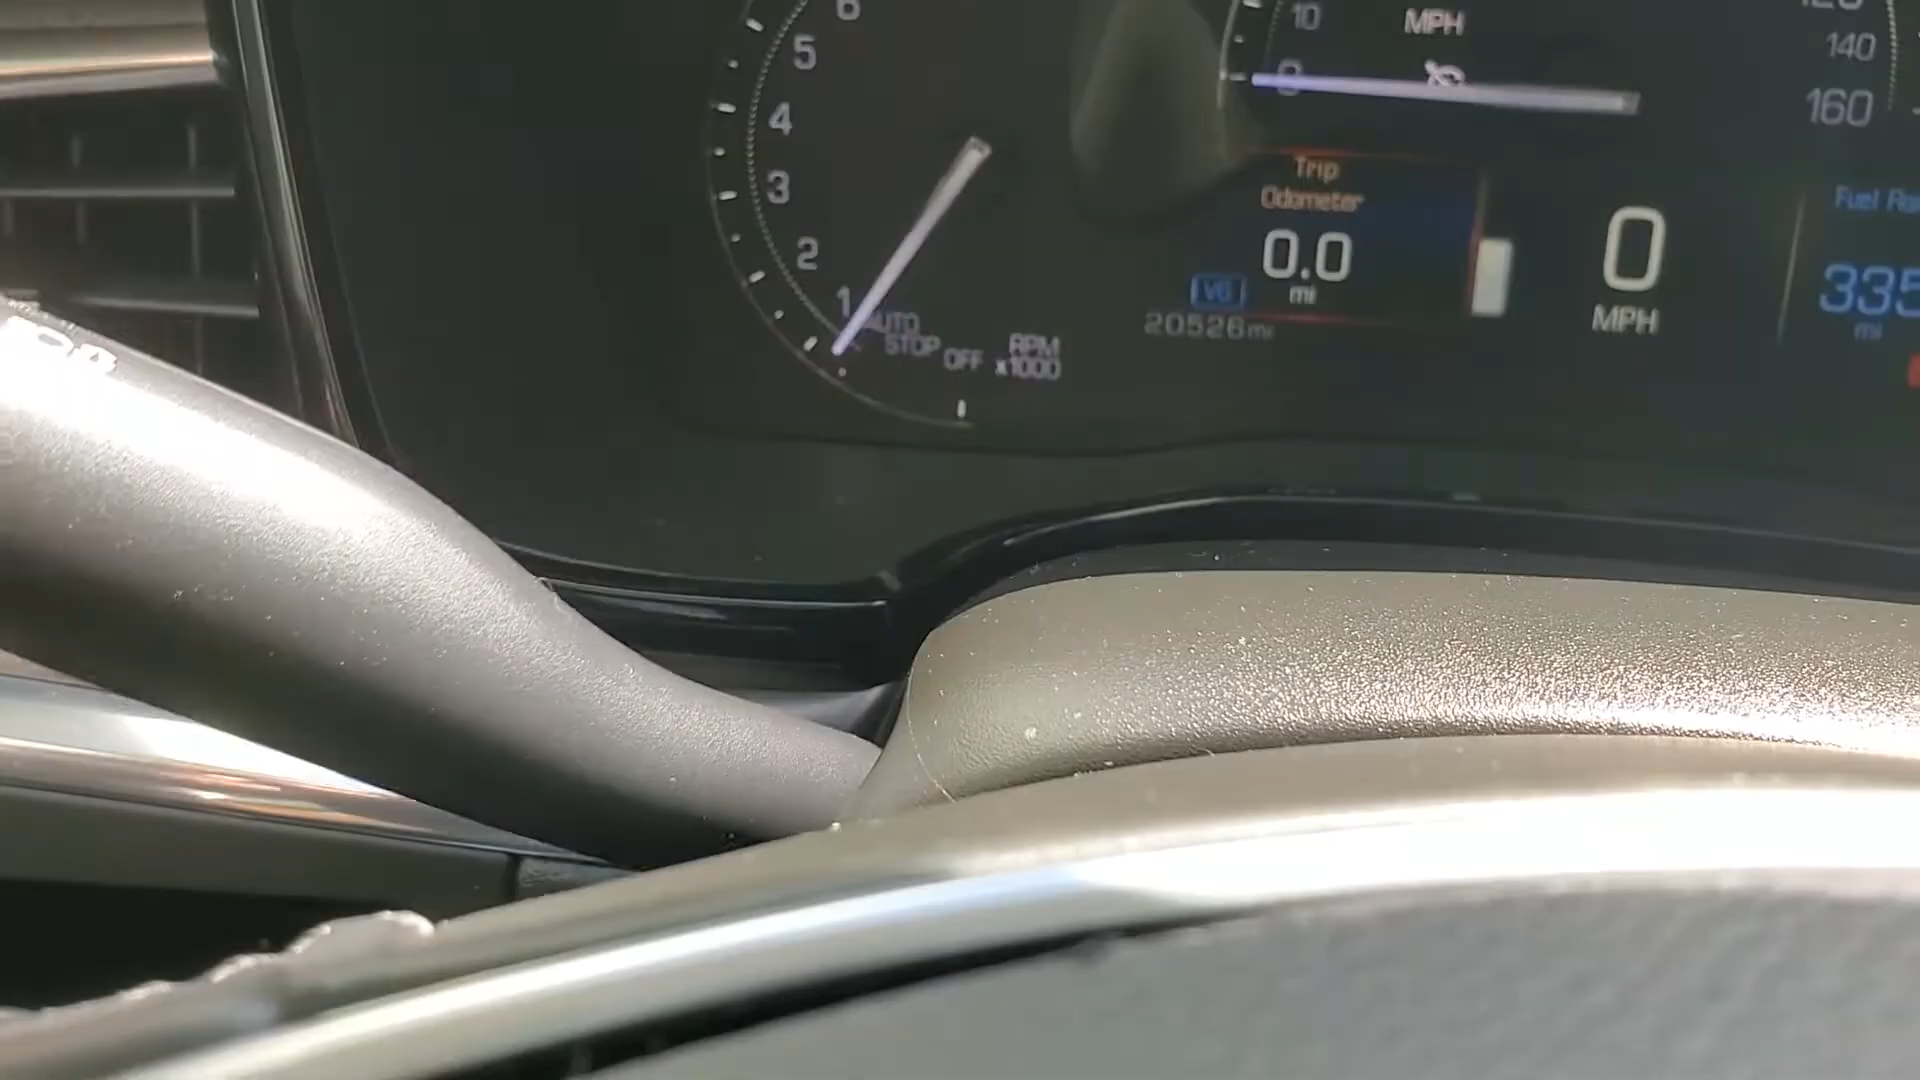 6
5
4
3
2
1
AUTO
STOP OFF
RPM
x1000
10
0
MPH
140
160
Trip
Odometer
0.0
mi
V6
20526mi
0
MPH
Fuel
335
mi